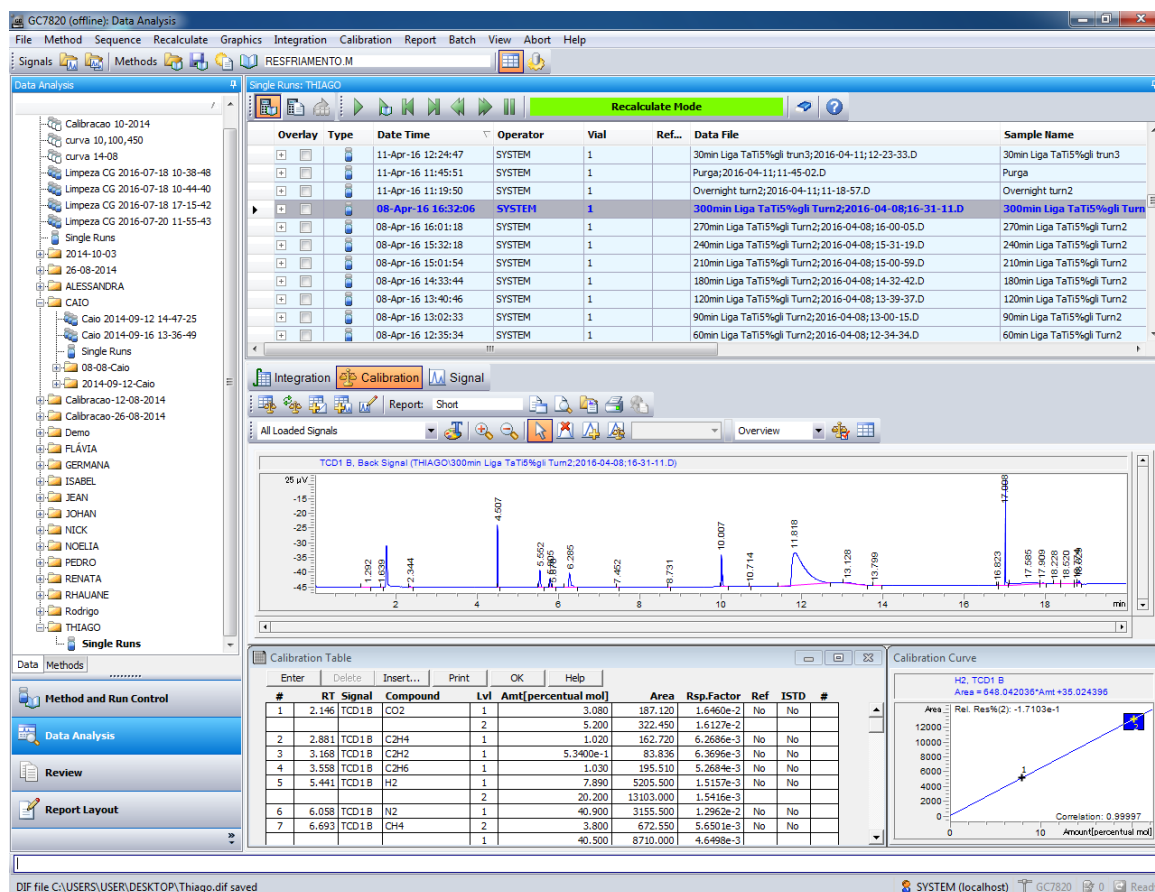 GC7820 (offline): Data Analysis
File Method Sequence Recalculate Graphics Integration Calibration Report Batch View Abort Help
Signals Methods RESFRIAMENTO.M
Data Analysis
Calibracao 10-2014
curva 10,100,450
curva 14-08
Limpeza CG 2016-07-18 10-38-48
Limpeza CG 2016-07-18 10-44-40
Limpeza CG 2016-07-18 17-15-42
Limpeza CG 2016-07-20 11-55-43
Single Runs
2014-10-03
26-08-2014
ALESSANDRA
CAIO
Caio 2014-09-12 14-47-25
Caio 2014-09-16 13-36-49
Single Runs
08-08-Caio
2014-09-12-Caio
Calibracao-12-08-2014
Calibracao-26-08-2014
Demo
FLÁVIA
GERMANA
ISABEL
JEAN
JOHAN
NICK
NOELIA
PEDRO
RENATA
RHAUANE
Rodrigo
THIAGO
Single Runs
Data Methods
Method and Run Control
Data Analysis
Review
Report Layout
Single Runs: THIAGO
Recalculate Mode
Overlay Type Date Time Operator Vial Ref... Data File Sample Name
11-Apr-16 12:24:47 SYSTEM 1 30min Liga TaTi5%gli trun3;2016-04-11;12-23-33.D 30min Liga TaTi5%gli trun3
11-Apr-16 11:45:51 SYSTEM 1 Purga;2016-04-11;11-45-02.D Purga
11-Apr-16 11:19:50 SYSTEM 1 Overnight turn2;2016-04-11;11-18-57.D Overnight turn2
08-Apr-16 16:32:06 SYSTEM 1 300min Liga TaTi5%gli Turn2;2016-04-08;16-31-11.D 300min Liga TaTi5%gli Turn
08-Apr-16 16:01:18 SYSTEM 1 270min Liga TaTi5%gli Turn2;2016-04-08;16-00-05.D 270min Liga TaTi5%gli Turn2
08-Apr-16 15:32:18 SYSTEM 1 240min Liga TaTi5%gli Turn2;2016-04-08;15-31-19.D 240min Liga TaTi5%gli Turn2
08-Apr-16 15:01:54 SYSTEM 1 210min Liga TaTi5%gli Turn2;2016-04-08;15-00-59.D 210min Liga TaTi5%gli Turn2
08-Apr-16 14:33:44 SYSTEM 1 180min Liga TaTi5%gli Turn2;2016-04-08;14-32-42.D 180min Liga TaTi5%gli Turn2
08-Apr-16 13:40:46 SYSTEM 1 120min Liga TaTi5%gli Turn2;2016-04-08;13-39-37.D 120min Liga TaTi5%gli Turn2
08-Apr-16 13:02:33 SYSTEM 1 90min Liga TaTi5%gli Turn2;2016-04-08;13-00-15.D 90min Liga TaTi5%gli Turn2
08-Apr-16 12:35:34 SYSTEM 1 60min Liga TaTi5%gli Turn2;2016-04-08;12-34-34.D 60min Liga TaTi5%gli Turn2
Integration Calibration Signal
Report: Short
All Loaded Signals Overview
TCD1 B, Back Signal (THIAGO\300min Liga TaTi5%gli Turn2;2016-04-08;16-31-11.D)
25 µV
-15
-20
-25
-30
-35
-40
-45
1.292 1.639 2.344 4.507 5.552 6.285 7.452 8.731 10.007 10.714 11.818 13.128 13.799 16.823 17.008 17.585 17.909 18.228 18.520
2 4 6 8 10 12 14 16 18 min
Calibration Table
Enter Delete Insert... Print OK Help
# RT Signal Compound Lvl Amt[percentual mol] Area Rsp.Factor Ref ISTD #
1 2.146 TCD1 B CO2 1 3.080 187.120 1.6460e-2 No No
2 5.200 322.450 1.6127e-2
2 2.881 TCD1 B C2H4 1 1.020 162.720 6.2686e-3 No No
3 3.168 TCD1 B C2H2 1 5.3400e-1 83.836 6.3696e-3 No No
4 3.558 TCD1 B C2H6 1 1.030 195.510 5.2684e-3 No No
5 5.441 TCD1 B H2 1 7.890 5205.500 1.5157e-3 No No
2 20.200 13103.000 1.5416e-3
6 6.058 TCD1 B N2 1 40.900 3155.500 1.2962e-2 No No
7 6.693 TCD1 B CH4 2 3.800 672.550 5.6501e-3 No No
1 40.500 8710.000 4.6498e-3
Calibration Curve
H2, TCD1 B
Area = 648.042036*Amt +35.024396
Area Rel. Res%(2): -1.7103e-1
12000
10000
8000
6000
4000
2000
0
1
2
Correlation: 0.99997
0 10 Amount[percentual mol]
DIF file C:\USERS\USER\DESKTOP\Thiago.dif saved
SYSTEM (localhost) GC7820 0 Read